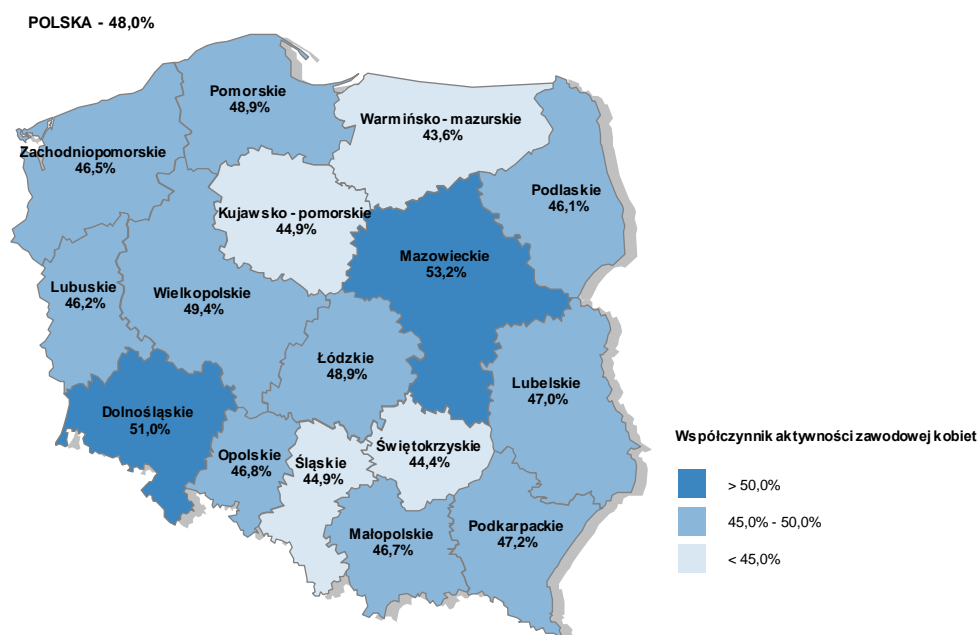 POLSKA - 48,0%
Pomorskie
48,9%
Warmińsko - mazurskie
43,6%
Zachodniopomorskie
46,5%
Podlaskie
46,1%
Kujawsko - pomorskie
44,9%
Mazowieckie
53,2%
Lubuskie
46,2%
Wielkopolskie
49,4%
Łódzkie
48,9%
Lubelskie
47,0%
Dolnośląskie
51,0%
Opolskie
46,8%
Śląskie
44,9%
Świętokrzyskie
44,4%
Małopolskie
46,7%
Podkarpackie
47,2%
Współczynnik aktywności zawodowej kobiet
> 50,0%
45,0% - 50,0%
< 45,0%